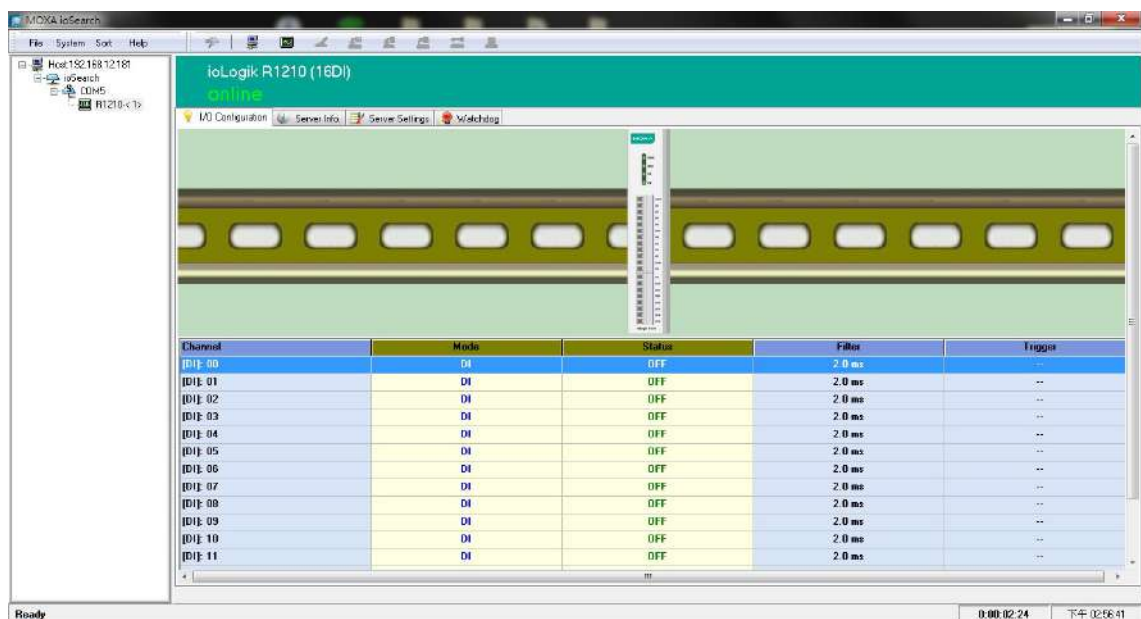 MOXA ioSearch
File System Sort Help
Host:192.168.12.181
ioSearch
COM5
R1210-<1>
ioLogik R1210 (16DI)
online
I/O Configuration Server Info. Server Settings Watchdog
MOXA
Channel Mode Status Filter Trigger
[DI]: 00 DI OFF 2.0 ms --
[DI]: 01 DI OFF 2.0 ms --
[DI]: 02 DI OFF 2.0 ms --
[DI]: 03 DI OFF 2.0 ms --
[DI]: 04 DI OFF 2.0 ms --
[DI]: 05 DI OFF 2.0 ms --
[DI]: 06 DI OFF 2.0 ms --
[DI]: 07 DI OFF 2.0 ms --
[DI]: 08 DI OFF 2.0 ms --
[DI]: 09 DI OFF 2.0 ms --
[DI]: 10 DI OFF 2.0 ms --
[DI]: 11 DI OFF 2.0 ms --
Ready 0:00:02:24 下午 02:56:41